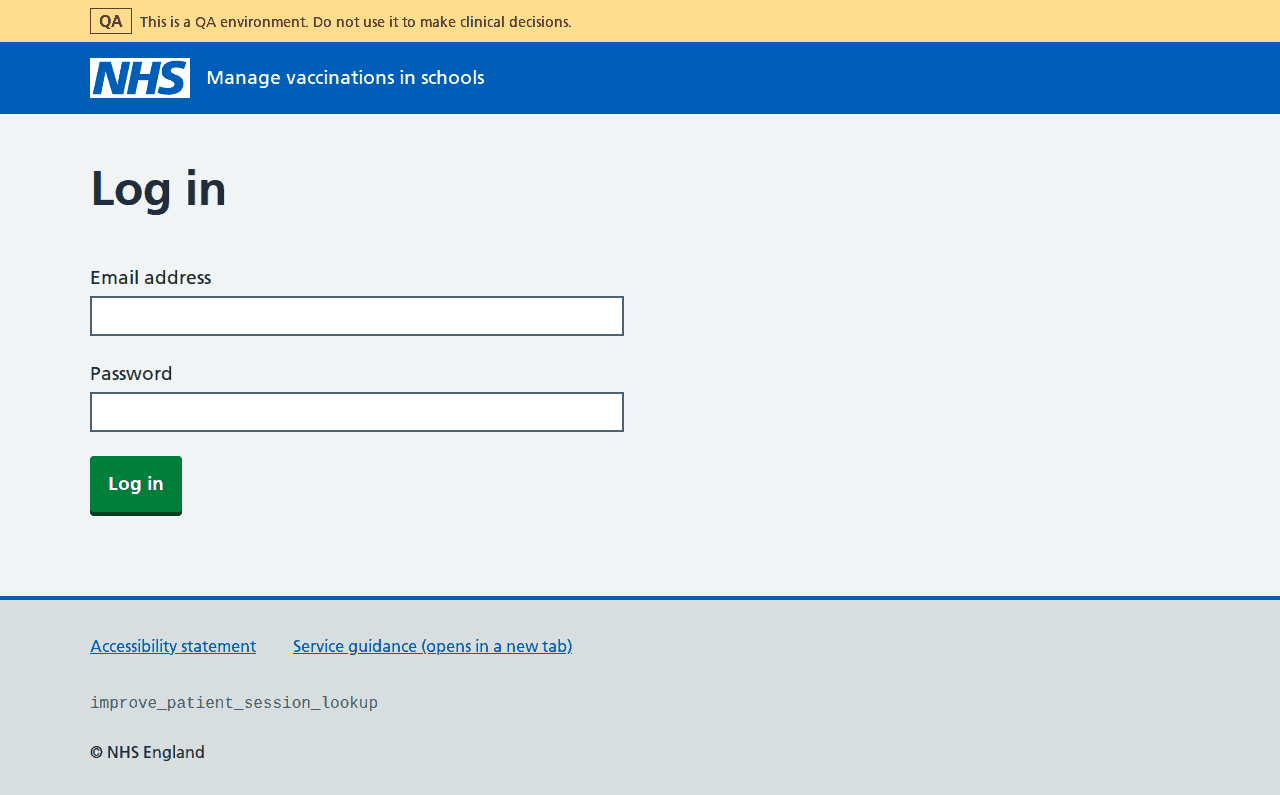 QA This is a QA environment. Do not use it to make clinical decisions.
NHS Manage vaccinations in schools
Log in
Email address
Password
Log in
Accessibility statement Service guidance (opens in a new tab)
improve_patient_session_lookup
© NHS England